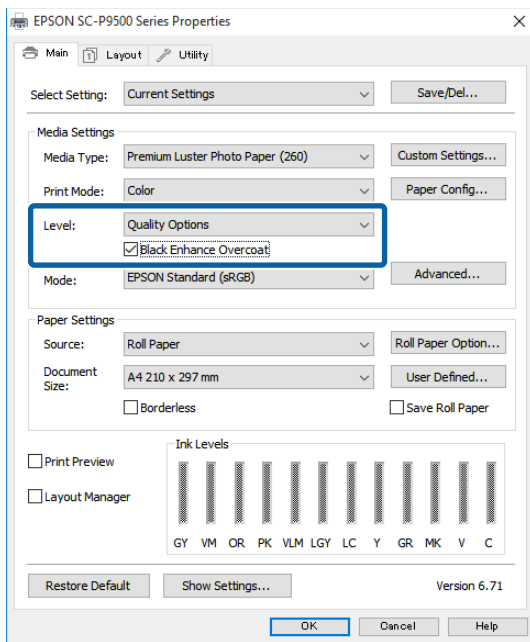 EPSON SC-P9500 Series Properties
Main
Layout
Utility
Select Setting:
Current Settings
Save/Del...
Media Settings
Media Type:
Premium Luster Photo Paper (260)
Custom Settings...
Print Mode:
Color
Paper Config...
Level:
Quality Options
Black Enhance Overcoat
Mode:
EPSON Standard (sRGB)
Advanced...
Paper Settings
Source:
Roll Paper
Roll Paper Option...
Document
Size:
A4 210 x 297 mm
User Defined...
Borderless
Save Roll Paper
Print Preview
Layout Manager
Ink Levels
GY VM OR PK VLM LGY LC Y GR MK V C
Restore Default
Show Settings...
Version 6.71
OK
Cancel
Help